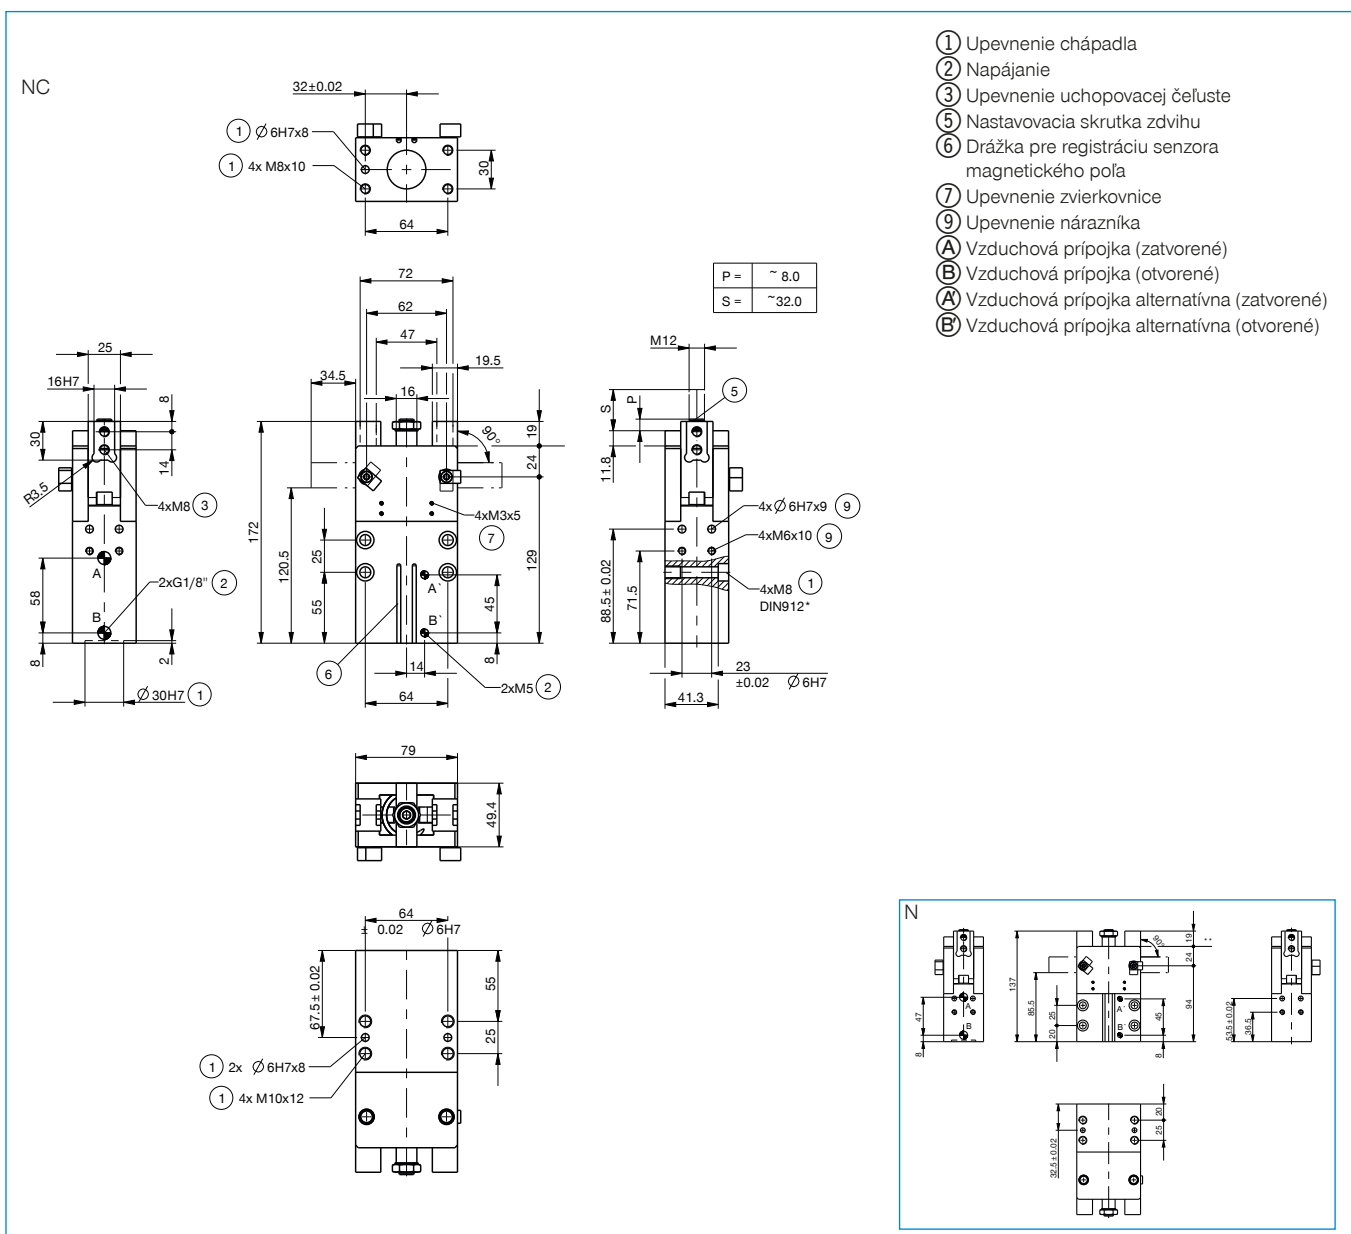 NC
① Upevnenie chápadla
② Napájanie
③ Upevnenie uchopovacej čeľuste
⑤ Nastavovacia skrutka zdvihu
⑥ Drážka pre registráciu senzora
magnetického poľa
⑦ Upevnenie zvierkovnice
⑨ Upevnenie nárazníka
Ⓐ Vzduchová prípojka (zatvorené)
Ⓑ Vzduchová prípojka (otvorené)
A' Vzduchová prípojka alternatívna (zatvorené)
B' Vzduchová prípojka alternatívna (otvorené)
32±0.02
① Ø 6H7x8
① 4x M8x10
30
64
P = ~ 8.0
S = ~32.0
25
16H7
8
30
14
R3.5
4xM8 ③
A
2xG1/8" ②
B
58
8
2
Ø 30H7 ①
72
62
47
19.5
34.5
16
90°
19
24
172
120.5
4xM3x5
⑦
25
55
129
A`
45
B`
8
14
⑥
2xM5 ②
64
M12
S
P
⑤
11.8
4x Ø 6H7x9 ⑨
4xM6x10 ⑨
4xM8 ①
DIN912*
88.5 ± 0.02
71.5
23
±0.02 Ø 6H7
41.3
79
49.4
64
± 0.02 Ø 6H7
67.5 ± 0.02
55
25
① 2x Ø 6H7x8
① 4x M10x12
N
47
8
A
B
137
85.5
25
20
90°
19
24
**
94
A`
B`
45
8
53.5 ± 0.02
36.5
32.5 ± 0.02
20
25